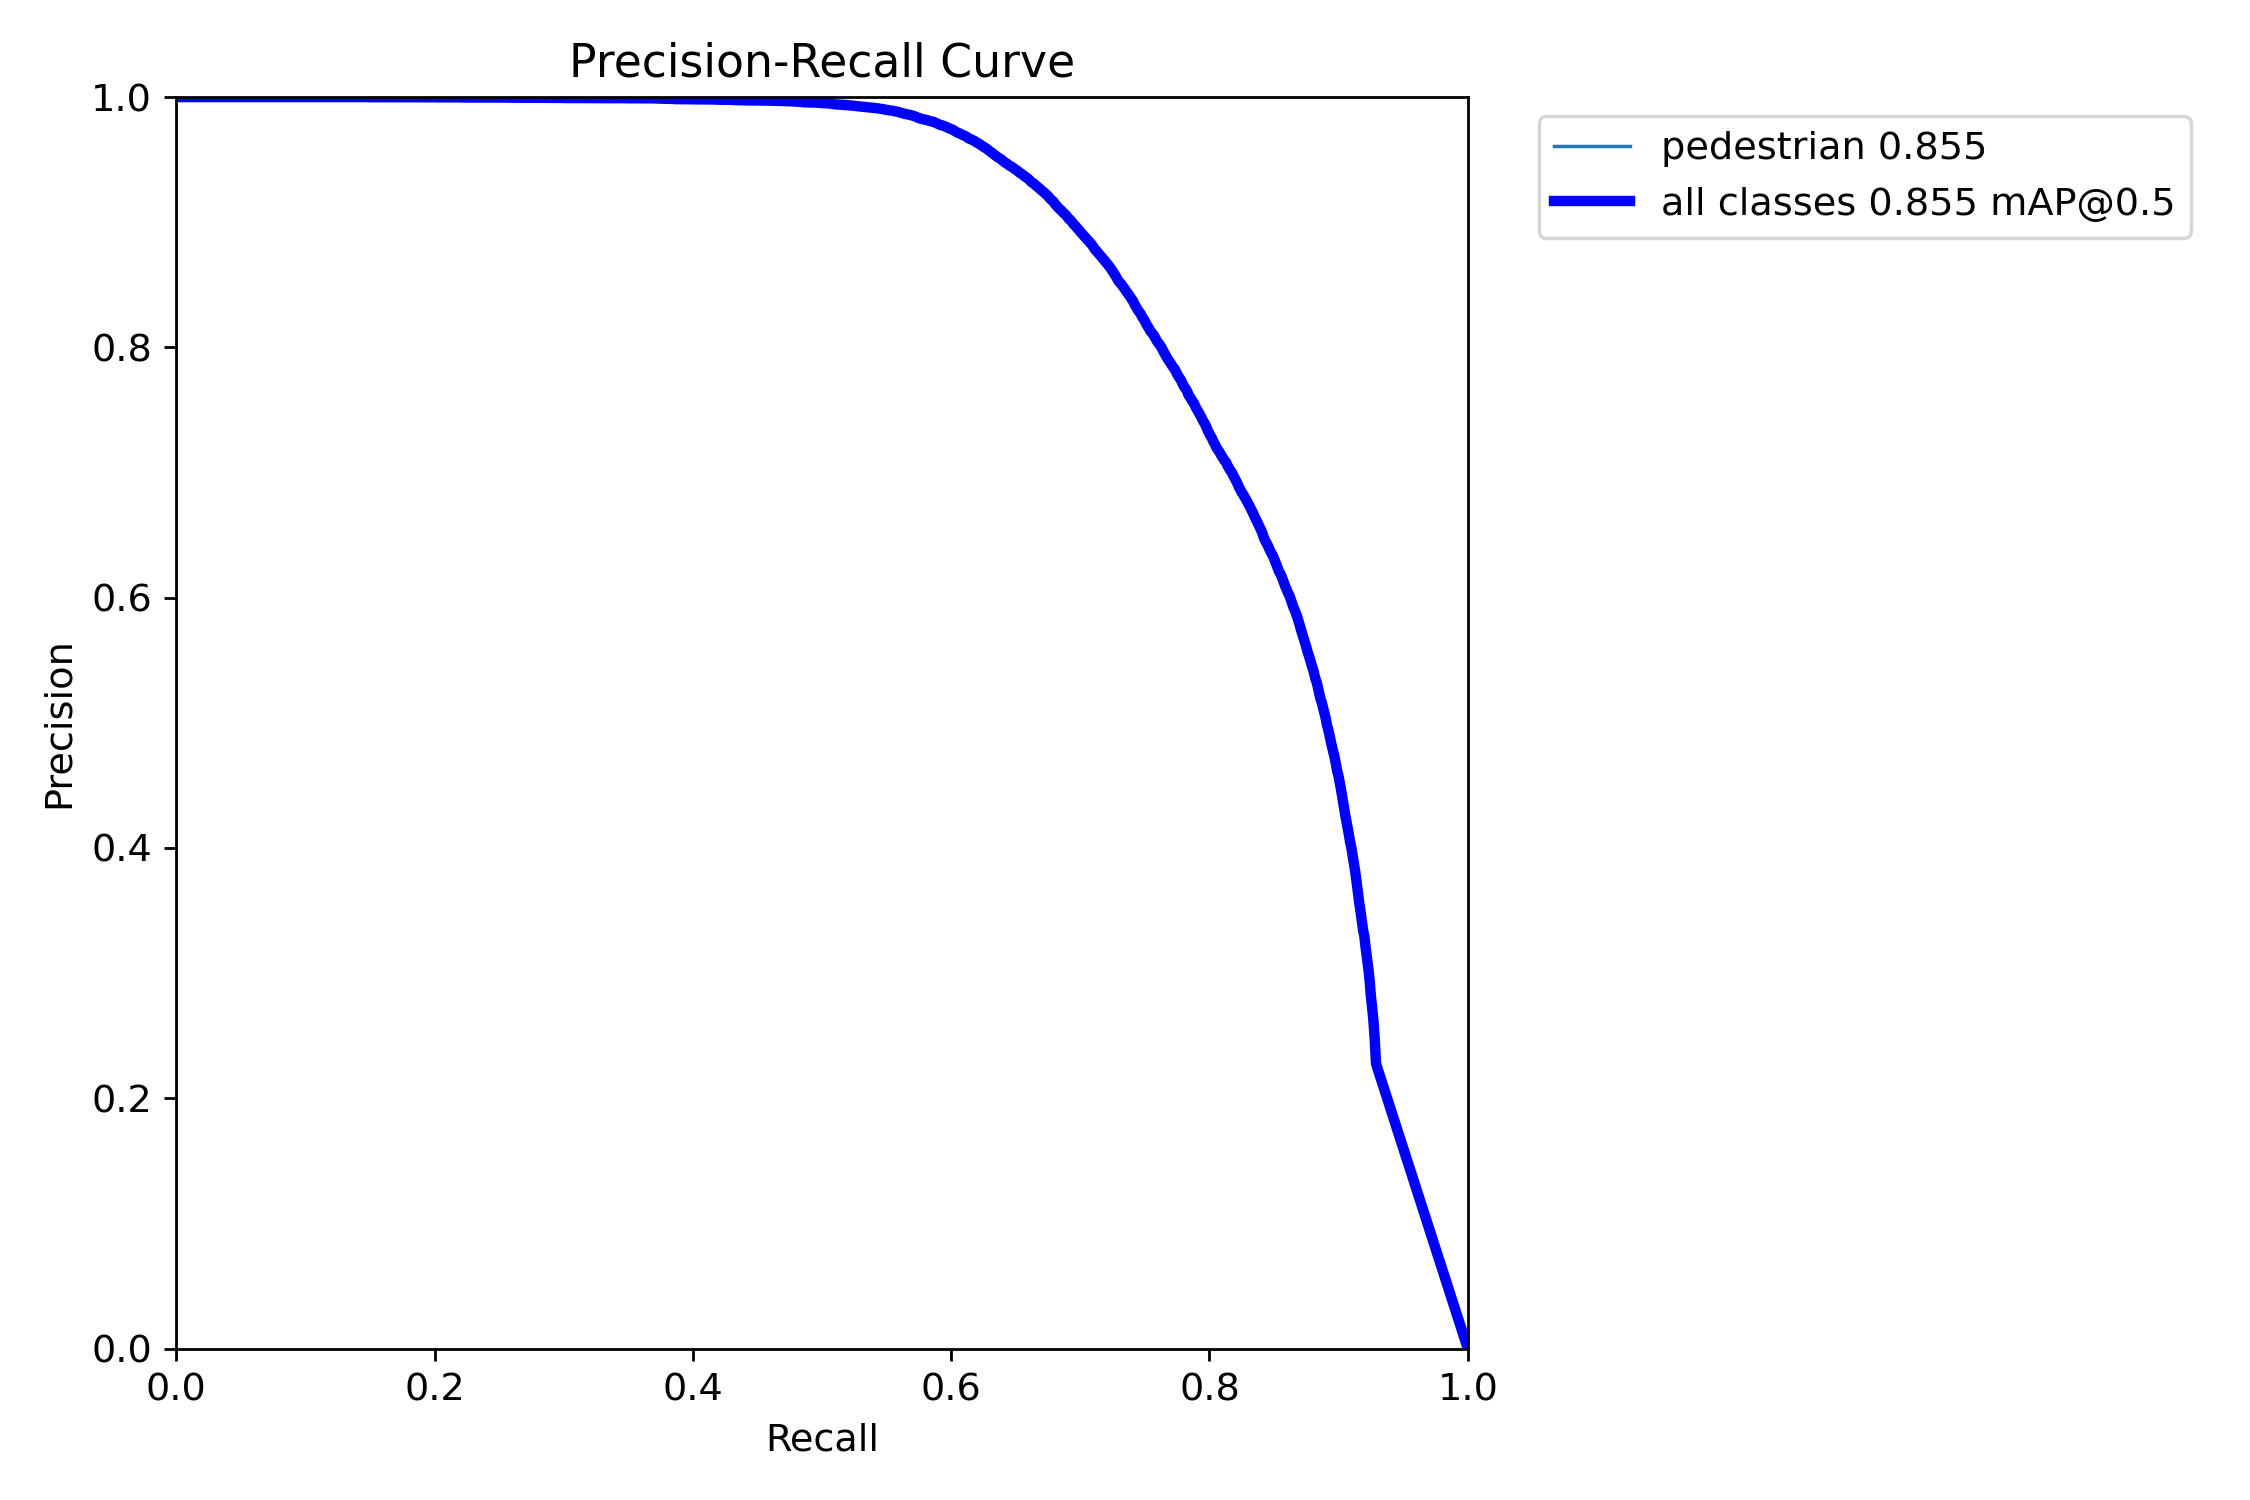 Precision-Recall Curve
1.0
0.8
0.6
0.4
0.2
0.0
Precision
0.0 0.2 0.4 0.6 0.8 1.0
Recall
pedestrian 0.855
all classes 0.855 mAP@0.5